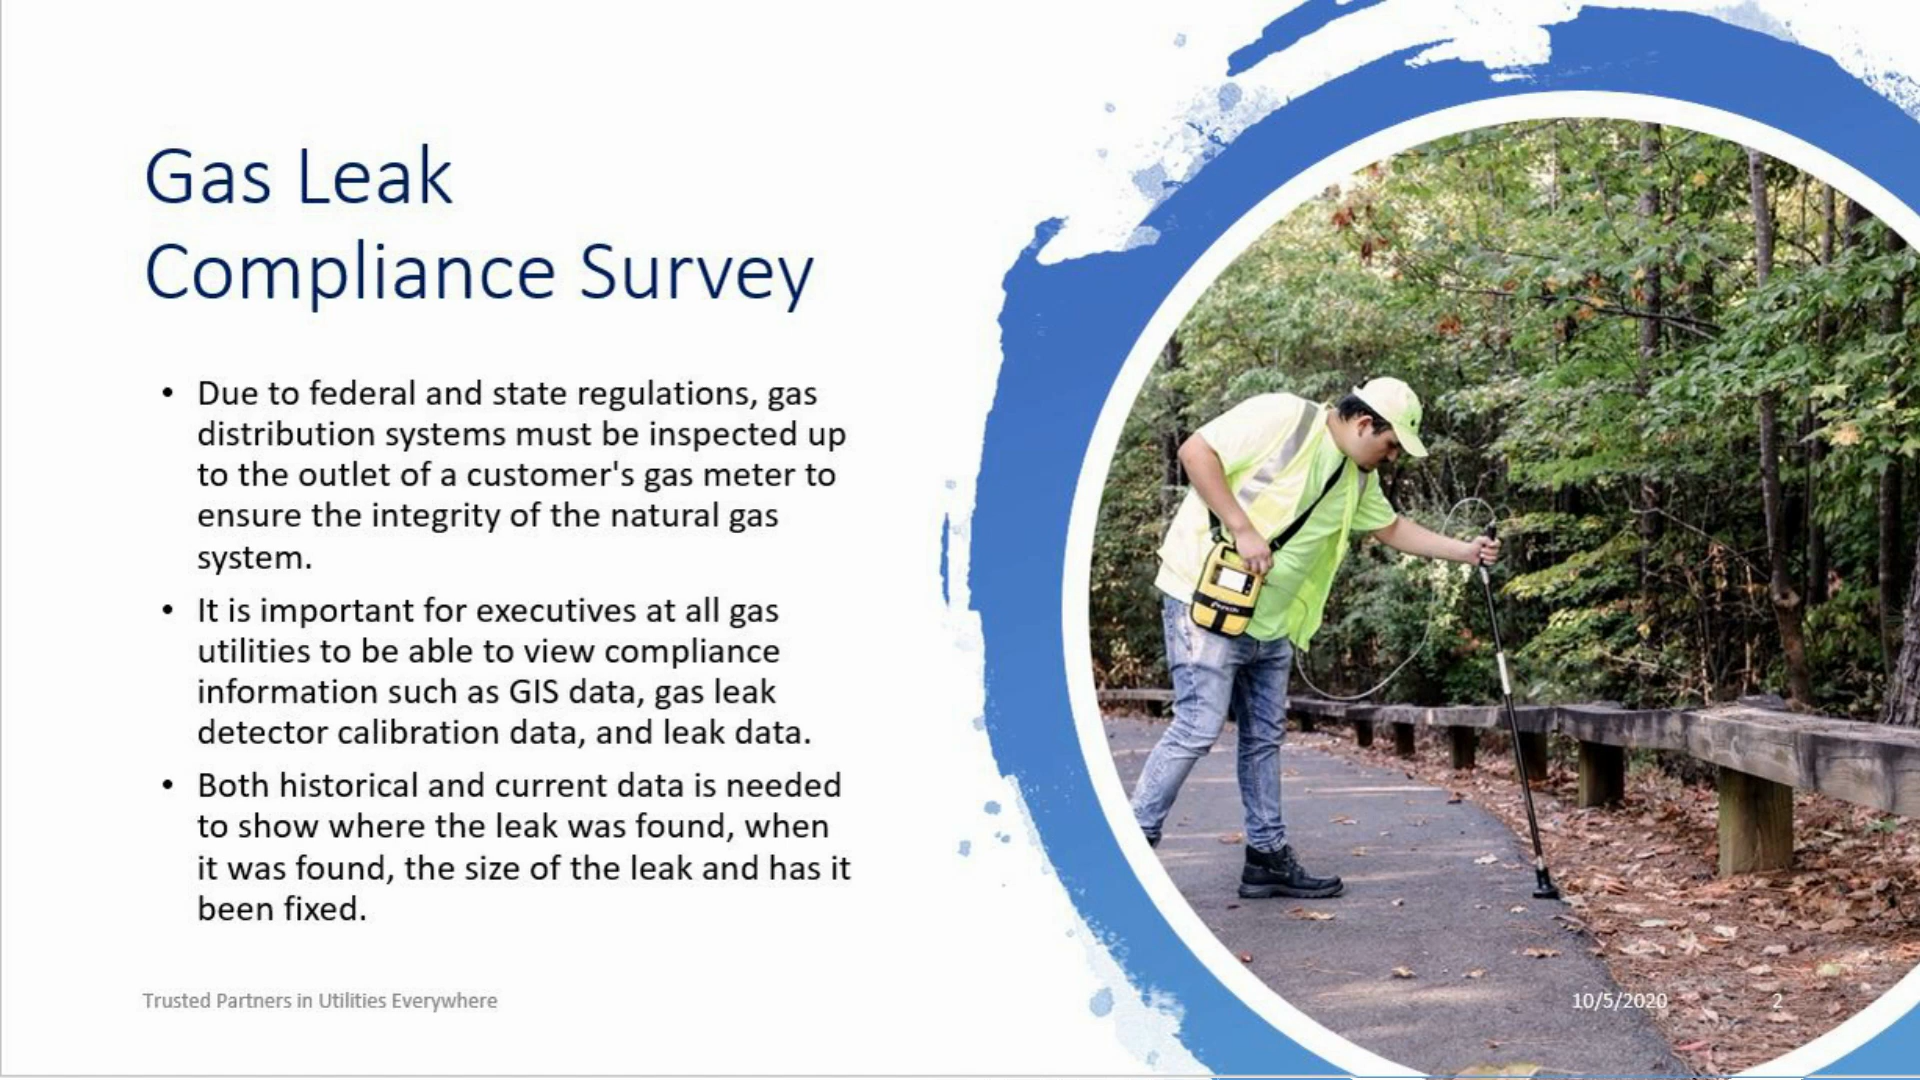 Gas Leak
Compliance Survey
• Due to federal and state regulations, gas
distribution systems must be inspected up
to the outlet of a customer's gas meter to
ensure the integrity of the natural gas
system.
• It is important for executives at all gas
utilities to be able to view compliance
information such as GIS data, gas leak
detector calibration data, and leak data.
• Both historical and current data is needed
to show where the leak was found, when
it was found, the size of the leak and has it
been fixed.
Trusted Partners in Utilities Everywhere
10/5/2020
2